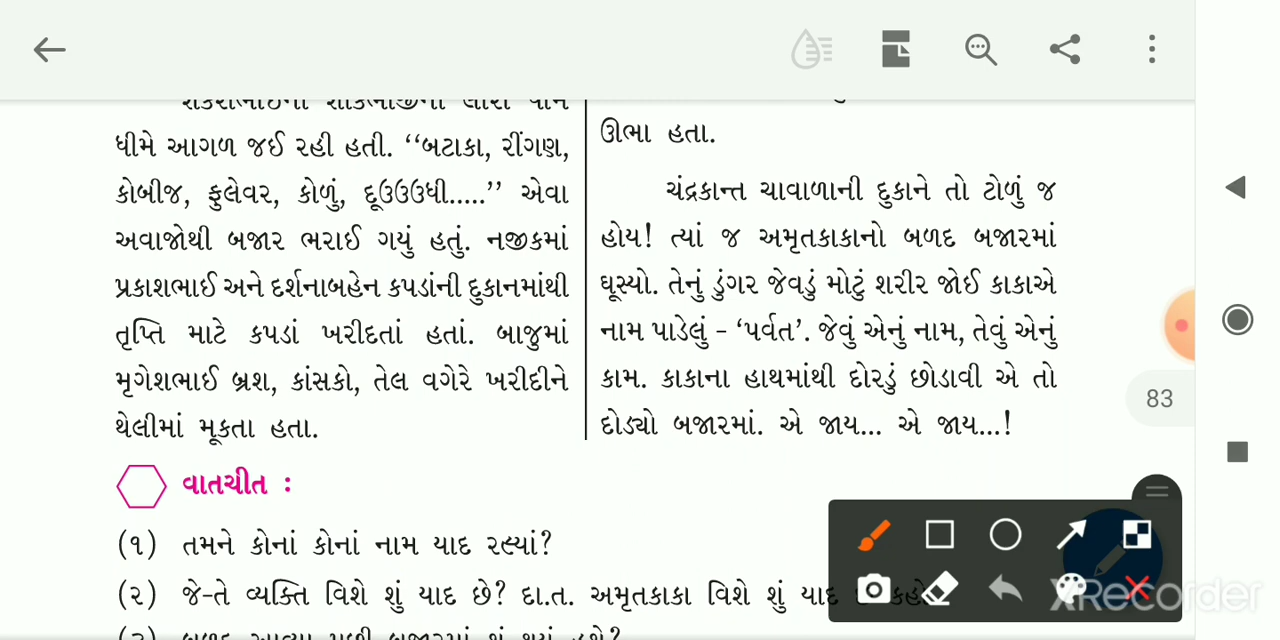 ધીમે આગળ જઈ રહી હતી. ‘‘બટાકા, રીંગણ,
કોબીજ, ફુલેવર, કોળું, દૂઉઉઉધી.....’’ એવા
અવાજોથી બજાર ભરાઈ ગયું હતું. નજીકમાં
પ્રકાશભાઈ અને દર્શનાબહેન કપડાંની દુકાનમાંથી
તૃપ્તિ માટે કપડાં ખરીદતાં હતાં. બાજુમાં
મૃગેશભાઈ બ્રશ, કાંસકો, તેલ વગેરે ખરીદીને
થેલીમાં મૂકતા હતા.
ઊભા હતા.
ચંદ્રકાન્ત ચાવાળાની દુકાને તો ટોળું જ
હોય! ત્યાં જ અમૃતકાકાનો બળદ બજારમાં
ઘૂસ્યો. તેનું ડુંગર જેવડું મોટું શરીર જોઈ કાકાએ
નામ પાડેલું - ‘પર્વત’. જેવું એનું નામ, તેવું એનું
કામ. કાકાના હાથમાંથી દોરડું છોડાવી એ તો
દોડ્યો બજારમાં. એ જાય... એ જાય...!
83
વાતચીત :
(૧) તમને કોનાં કોનાં નામ યાદ રહ્યાં?
(૨) જે-તે વ્યક્તિ વિશે શું યાદ છે? દા.ત. અમૃતકાકા વિશે શું યાદ
XRecorder